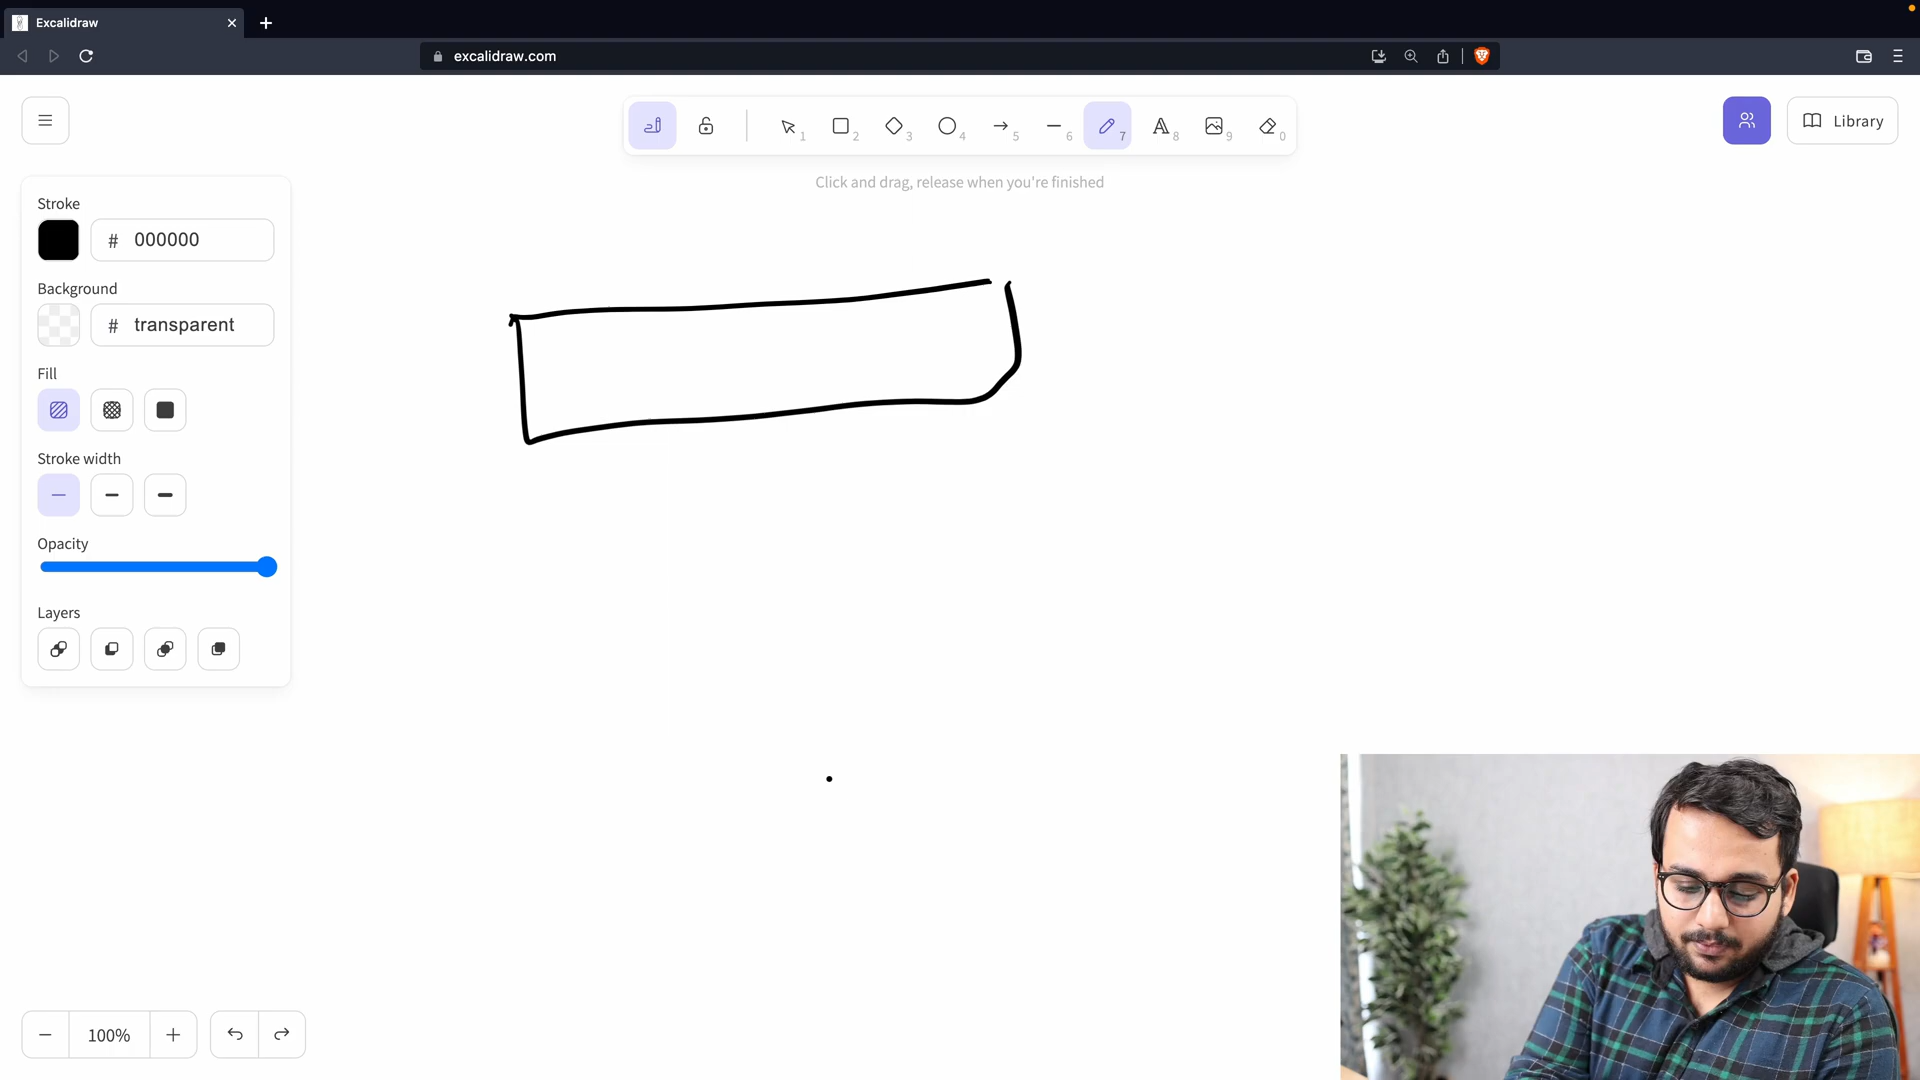 Excalidraw
excalidraw.com
1
2
3
4
5
6
7
8
9
0
Library
Click and drag, release when you're finished
Stroke
# 000000
Background
# transparent
Fill
Stroke width
Opacity
Layers
100%